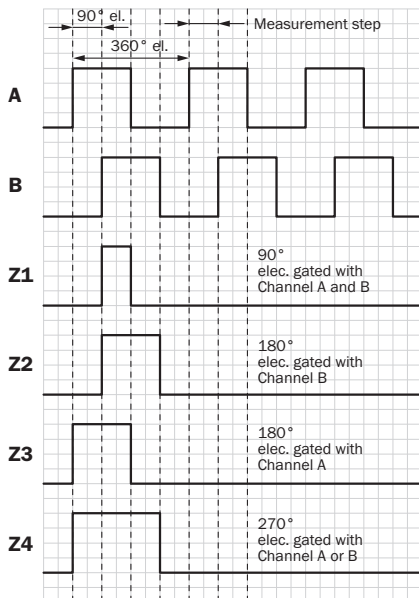 90° el.
Measurement step
360° el.
A
B
Z1
90°
elec. gated with
Channel A and B
Z2
180°
elec. gated with
Channel B
Z3
180°
elec. gated with
Channel A
Z4
270°
elec. gated with
Channel A or B